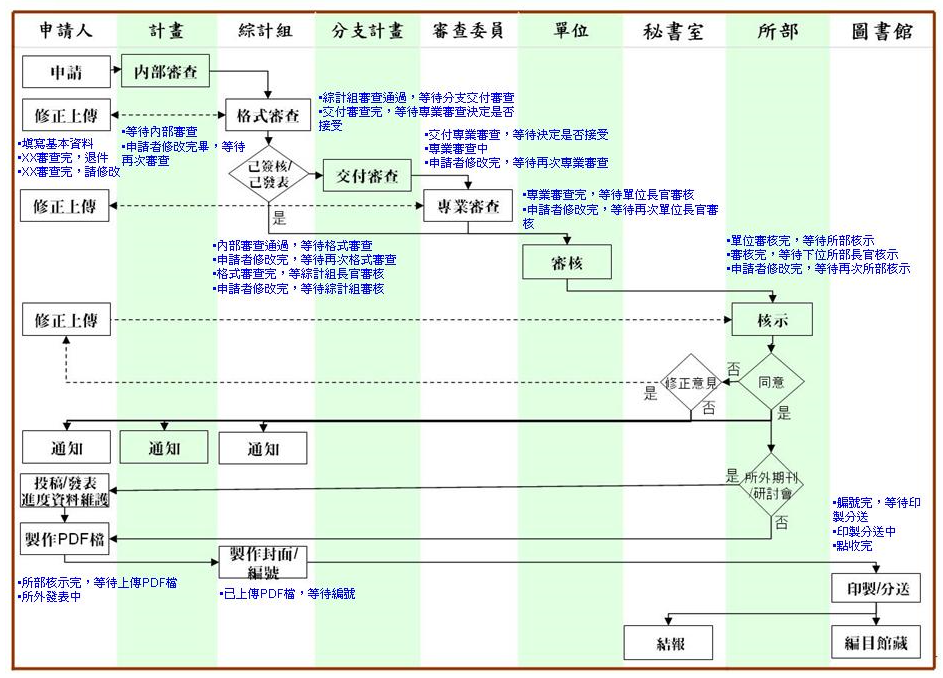 申請人
計畫
綜計組
分支計畫
審查委員
單位
秘書室
所部
圖書館
申請
內部審查
修正上傳
格式審查
▪綜計組審查通過，等待分支交付審查
▪交付審查完，等待專業審查決定是否
接受
▪填寫基本資料
▪XX審查完，退件
▪XX審查完，請修改
▪等待內部審查
▪申請者修改完畢，等待
再次審查
▪交付專業審查，等待決定是否接受
▪專業審查中
▪申請者修改完，等待再次專業審查
已簽核/
已發表
交付審查
是
修正上傳
專業審查
▪專業審查完，等待單位長官審核
▪申請者修改完，等待再次單位長官審
核
▪內部審查通過，等待格式審查
▪申請者修改完，等待再次格式審查
▪格式審查完，等綜計組長官審核
▪申請者修改完，等待綜計組審核
審核
▪單位審核完，等待所部核示
▪審核完，等待下位所部長官核示
▪申請者修改完，等待再次所部核示
修正上傳
核示
修正意見
否
同意
是
否
是
通知
通知
通知
投稿/發表
進度資料維護
是
所外期刊
/研討會
否
▪編號完，等待印
製分送
▪印製分送中
▪點收完
製作PDF檔
製作封面/
編號
▪所部核示完，等待上傳PDF檔
▪所外發表中
▪已上傳PDF檔，等待編號
印製/分送
結報
編目館藏